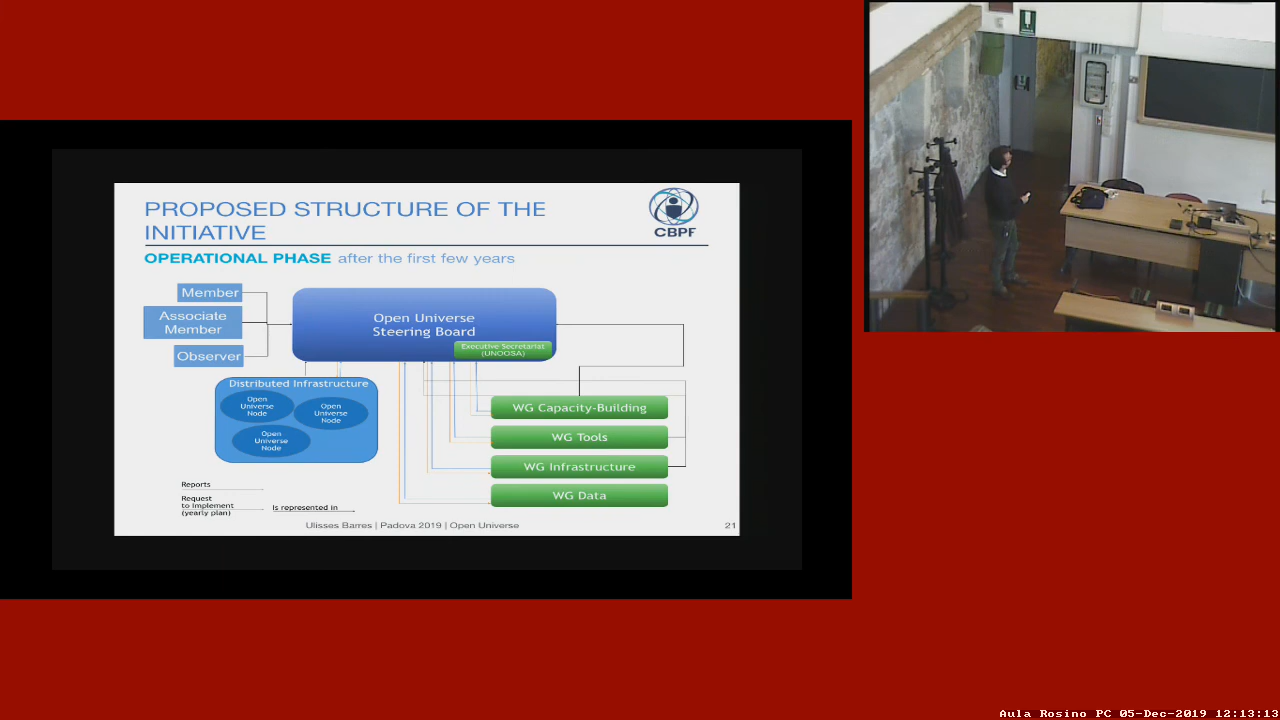 PROPOSED STRUCTURE OF THE
INITIATIVE
CBPF
OPERATIONAL PHASE after the first few years
Member
Associate
Member
Observer
Open Universe
Steering Board
Executive Secretariat
(UNOOSA)
Distributed Infrastructure
Open
Universe
Node
Open
Universe
Node
Open
Universe
Node
WG Capacity-Building
WG Tools
WG Infrastructure
WG Data
Reports
Request
to Implement
(yearly plan)
Is represented in
Ulisses Barres | Padova 2019 | Open Universe
21
Aula Rosino PC 05-Dec-2019 12:13:13